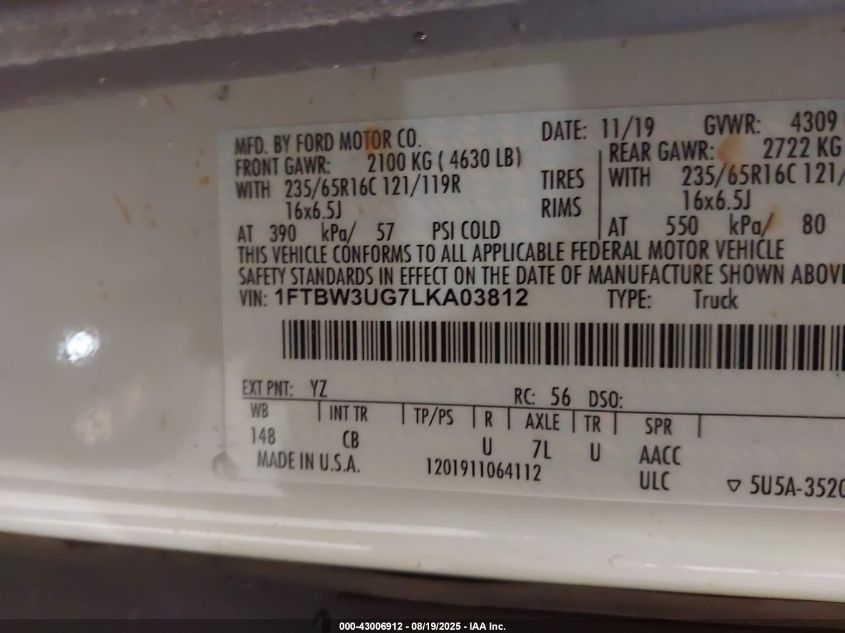 MFD. BY FORD MOTOR CO. DATE: 11/19 GVWR: 4309
FRONT GAWR: 2100 KG ( 4630 LB) REAR GAWR: 2722 KG
WITH 235/65R16C 121/119R TIRES WITH 235/65R16C 121/
16x6.5J RIMS 16x6.5J
AT 390 kPa/ 57 PSI COLD AT 550 kPa/ 80
THIS VEHICLE CONFORMS TO ALL APPLICABLE FEDERAL MOTOR VEHICLE
SAFETY STANDARDS IN EFFECT ON THE DATE OF MANUFACTURE SHOWN ABOVE
VIN: 1FTBW3UG7LKA03812 TYPE: Truck
EXT PNT: YZ RC: 56 DSO:
WB INT TR TP/PS R AXLE TR SPR
148 CB U 7L U AACC
MADE IN U.S.A. 1201911064112 ULC ▽ 5U5A-3520
000-43006912 - 08/19/2025 - IAA Inc.